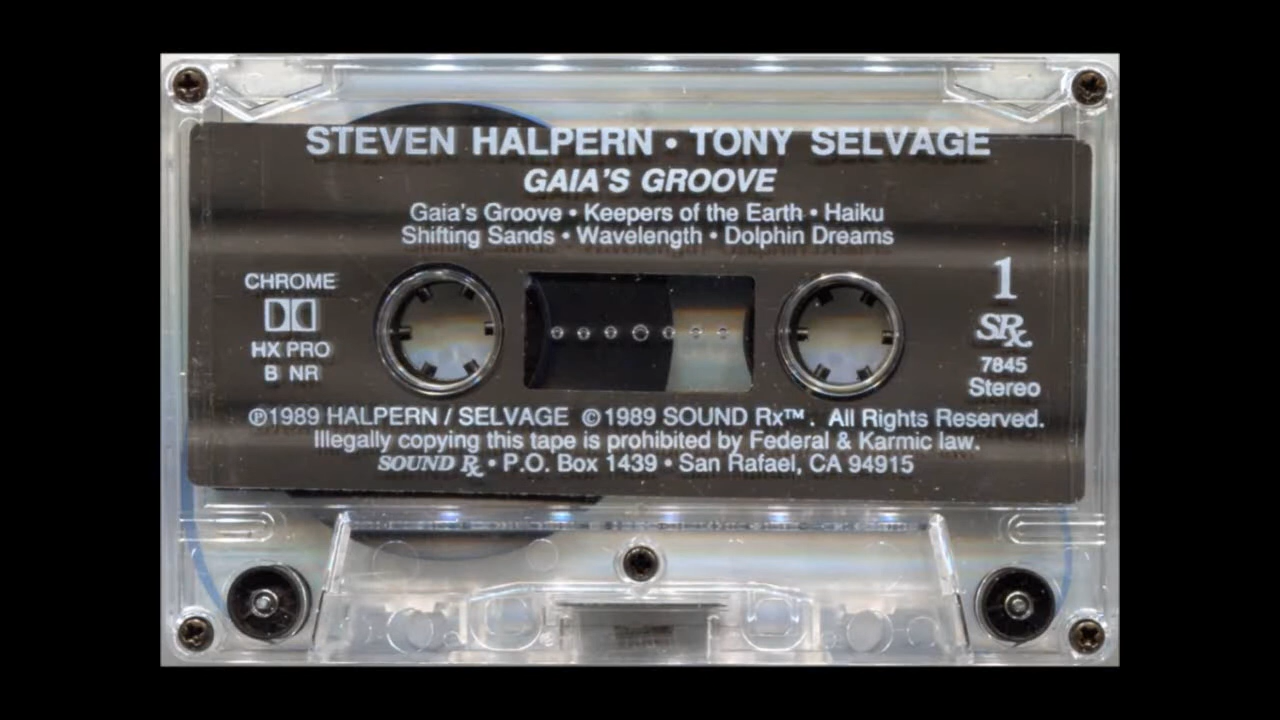 STEVEN HALPERN • TONY SELVAGE
GAIA'S GROOVE
Gaia's Groove • Keepers of the Earth • Haiku
Shifting Sands • Wavelength • Dolphin Dreams
CHROME
HX PRO
B NR
1
SRx
7845
Stereo
℗1989 HALPERN / SELVAGE ©1989 SOUND Rx™. All Rights Reserved.
Illegally copying this tape is prohibited by Federal & Karmic law.
SOUND Rx • P.O. Box 1439 • San Rafael, CA 94915